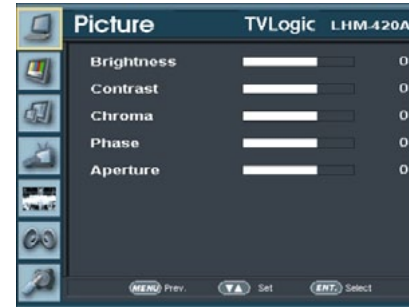 Picture TVLogic LHM-420A
Brightness 0
Contrast 0
Chroma 0
Phase 0
Aperture 0
MENU Prev. ▼▲ Set ENT. Select